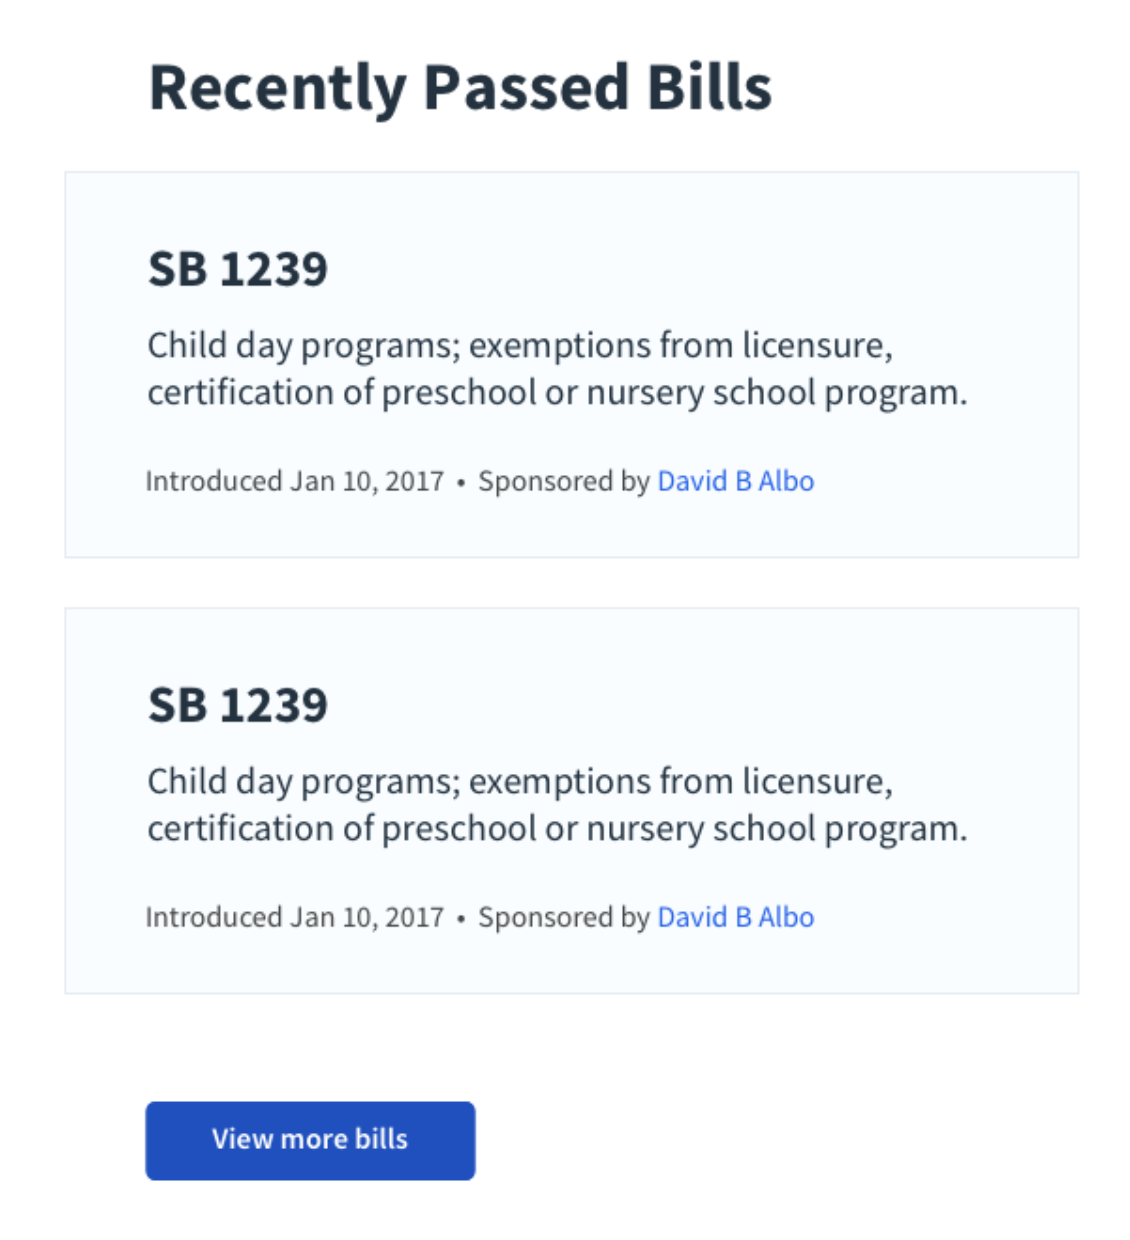 Recently Passed Bills
SB 1239
Child day programs; exemptions from licensure,
certification of preschool or nursery school program.
Introduced Jan 10, 2017 • Sponsored by David B Albo
SB 1239
Child day programs; exemptions from licensure,
certification of preschool or nursery school program.
Introduced Jan 10, 2017 • Sponsored by David B Albo
View more bills